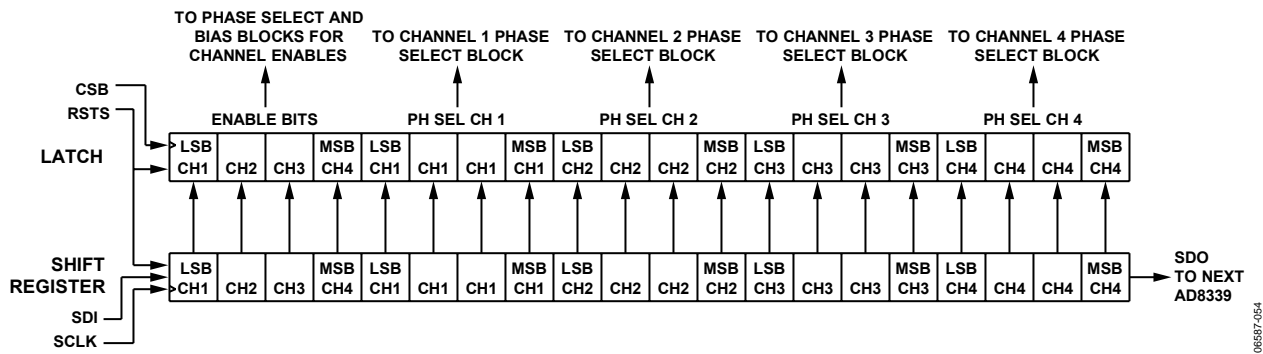 TO PHASE SELECT AND
BIAS BLOCKS FOR
CHANNEL ENABLES
TO CHANNEL 1 PHASE
SELECT BLOCK
TO CHANNEL 2 PHASE
SELECT BLOCK
TO CHANNEL 3 PHASE
SELECT BLOCK
TO CHANNEL 4 PHASE
SELECT BLOCK
CSB
RSTS
ENABLE BITS
PH SEL CH 1
PH SEL CH 2
PH SEL CH 3
PH SEL CH 4
LATCH
LSB MSB LSB MSB LSB MSB LSB MSB LSB MSB
CH1 CH2 CH3 CH4 CH1 CH1 CH1 CH1 CH2 CH2 CH2 CH2 CH3 CH3 CH3 CH3 CH4 CH4 CH4 CH4
SHIFT
REGISTER
LSB MSB LSB MSB LSB MSB LSB MSB LSB MSB
CH1 CH2 CH3 CH4 CH1 CH1 CH1 CH1 CH2 CH2 CH2 CH2 CH3 CH3 CH3 CH3 CH4 CH4 CH4 CH4
SDO
TO NEXT
AD8339
SDI
SCLK
06587-054